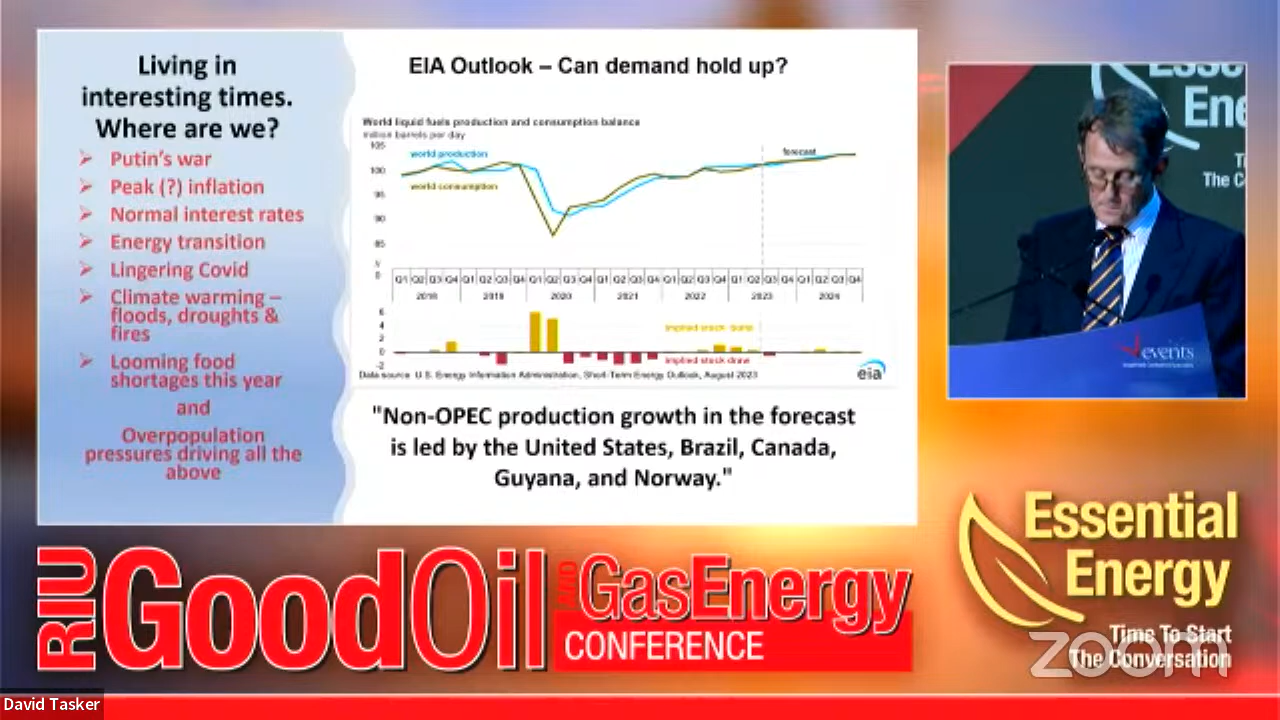 Living in
interesting times.
Where are we?
➢ Putin's war
➢ Peak (?) inflation
➢ Normal interest rates
➢ Energy transition
➢ Lingering Covid
➢ Climate warming –
floods, droughts &
fires
➢ Looming food
shortages this year
and
Overpopulation
pressures driving all the
above
EIA Outlook – Can demand hold up?
World liquid fuels production and consumption balance
million barrels per day
105
world production
forecast
100
world consumption
95
90
85
0
Q1 Q2 Q3 Q4 Q1 Q2 Q3 Q4 Q1 Q2 Q3 Q4 Q1 Q2 Q3 Q4 Q1 Q2 Q3 Q4 Q1 Q2 Q3 Q4 Q1 Q2 Q3 Q4
2018 2019 2020 2021 2022 2023 2024
6
4
implied stock build
2
0
implied stock draw
-2
Data source: U.S. Energy Information Administration, Short-Term Energy Outlook, August 2023
eia
"Non-OPEC production growth in the forecast
is led by the United States, Brazil, Canada,
Guyana, and Norway."
Ene
The Co
events
RIU GoodOil AND GasEnergy
CONFERENCE
Essential
Energy
Time To Start
The Conversation
zoom
David Tasker